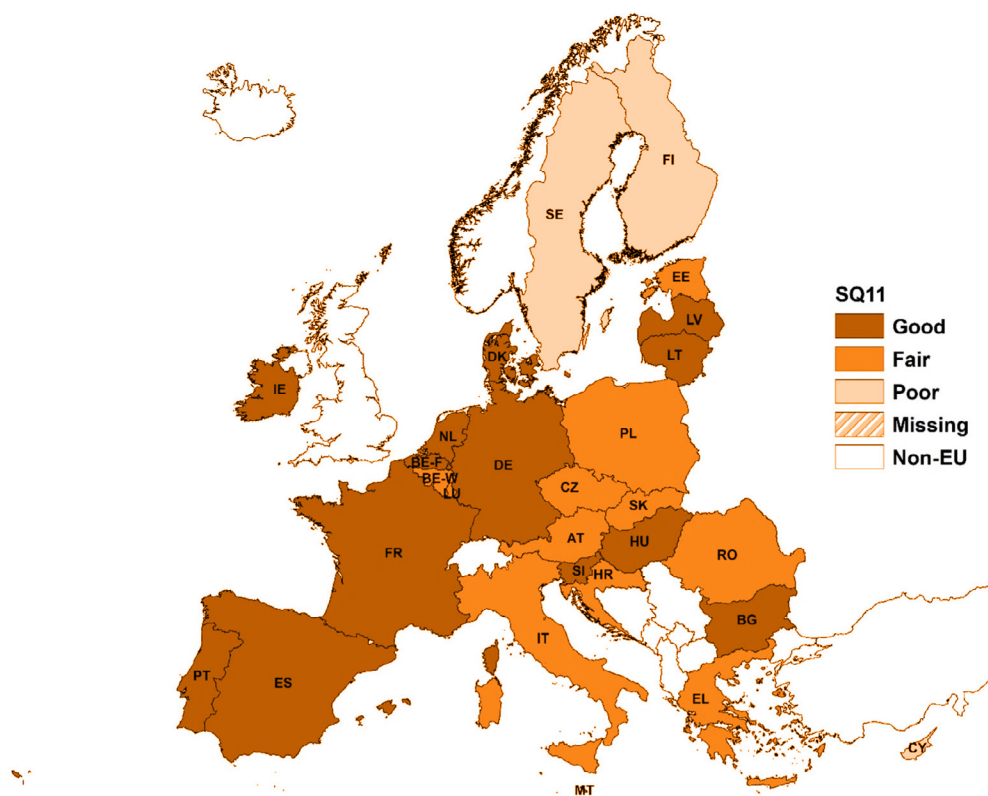 FI
SE
EE
SQ11
LV
Good
DK
LT
Fair
IE
Poor
NL
PL
Missing
BE-F
DE
BE-W
CZ
Non-EU
LU
SK
AT
HU
FR
RO
SI
HR
BG
IT
PT
ES
EL
CY
MT